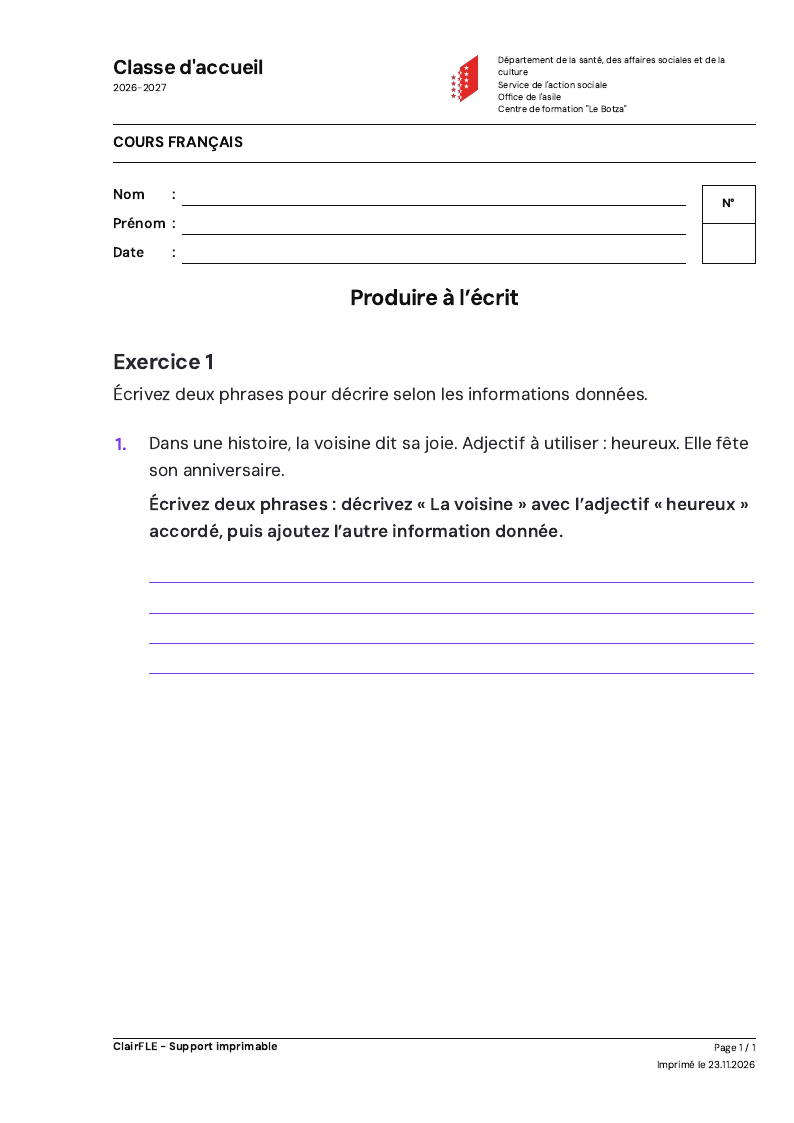 Classe d'accueil
2026-2027
Département de la santé, des affaires sociales et de la
culture
Service de l'action sociale
Office de l'asile
Centre de formation "Le Botza"
COURS FRANÇAIS
Nom :
Prénom :
Date :
N°
Produire à l’écrit
Exercice 1
Écrivez deux phrases pour décrire selon les informations données.
1. Dans une histoire, la voisine dit sa joie. Adjectif à utiliser : heureux. Elle fête
son anniversaire.
Écrivez deux phrases : décrivez « La voisine » avec l’adjectif « heureux »
accordé, puis ajoutez l’autre information donnée.
ClairFLE - Support imprimable
Page 1 / 1
Imprimé le 23.11.2026